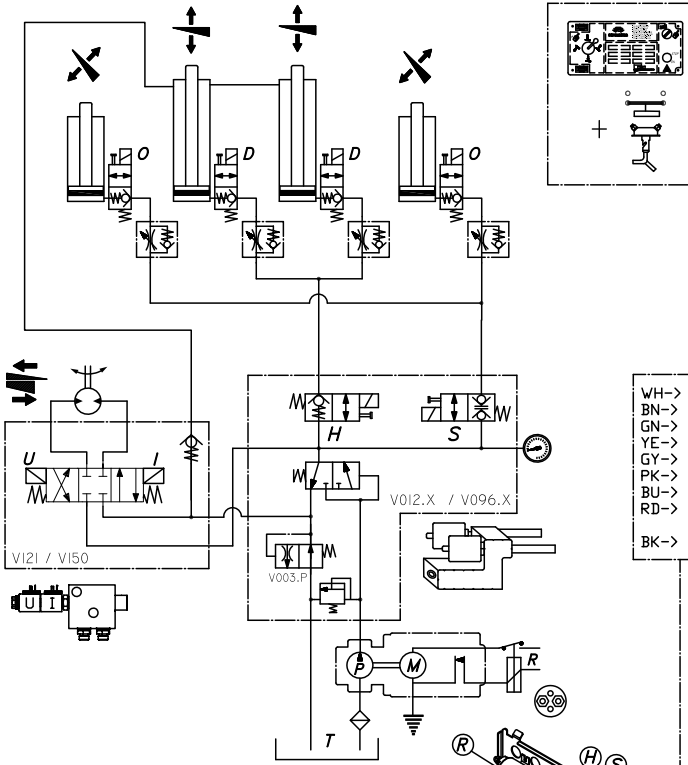 O
D
D
O
H
S
U
I
V012.X / V096.X
V121 / V150
V003.P
U I
P
M
R
T
R
H
S
WH->
BN->
GN->
YE->
GY->
PK->
BU->
RD->
BK->